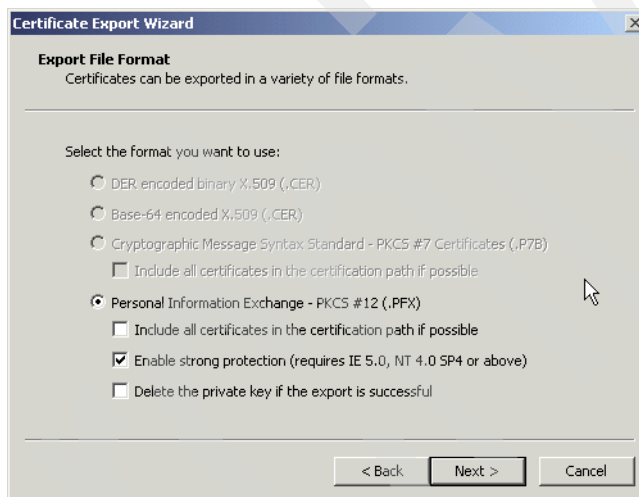 Certificate Export Wizard
Export File Format
Certificates can be exported in a variety of file formats.
Select the format you want to use:
DER encoded binary X.509 (.CER)
Base-64 encoded X.509 (.CER)
Cryptographic Message Syntax Standard - PKCS #7 Certificates (.P7B)
Include all certificates in the certification path if possible
Personal Information Exchange - PKCS #12 (.PFX)
Include all certificates in the certification path if possible
Enable strong protection (requires IE 5.0, NT 4.0 SP4 or above)
Delete the private key if the export is successful
< Back Next > Cancel